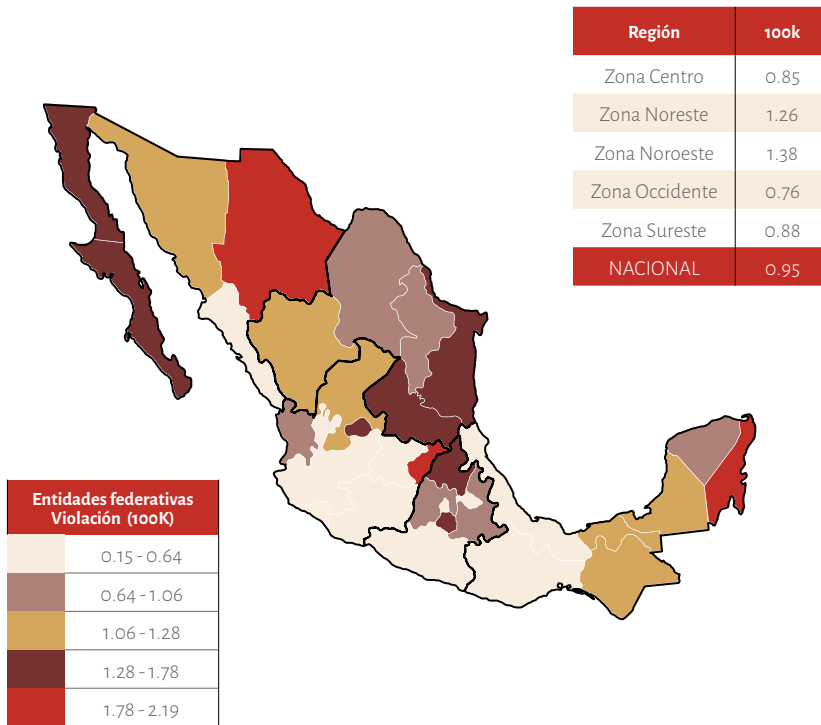 Región 100k
Zona Centro 0.85
Zona Noreste 1.26
Zona Noroeste 1.38
Zona Occidente 0.76
Zona Sureste 0.88
NACIONAL 0.95
Entidades federativas
Violación (100K)
0.15 - 0.64
0.64 - 1.06
1.06 - 1.28
1.28 - 1.78
1.78 - 2.19